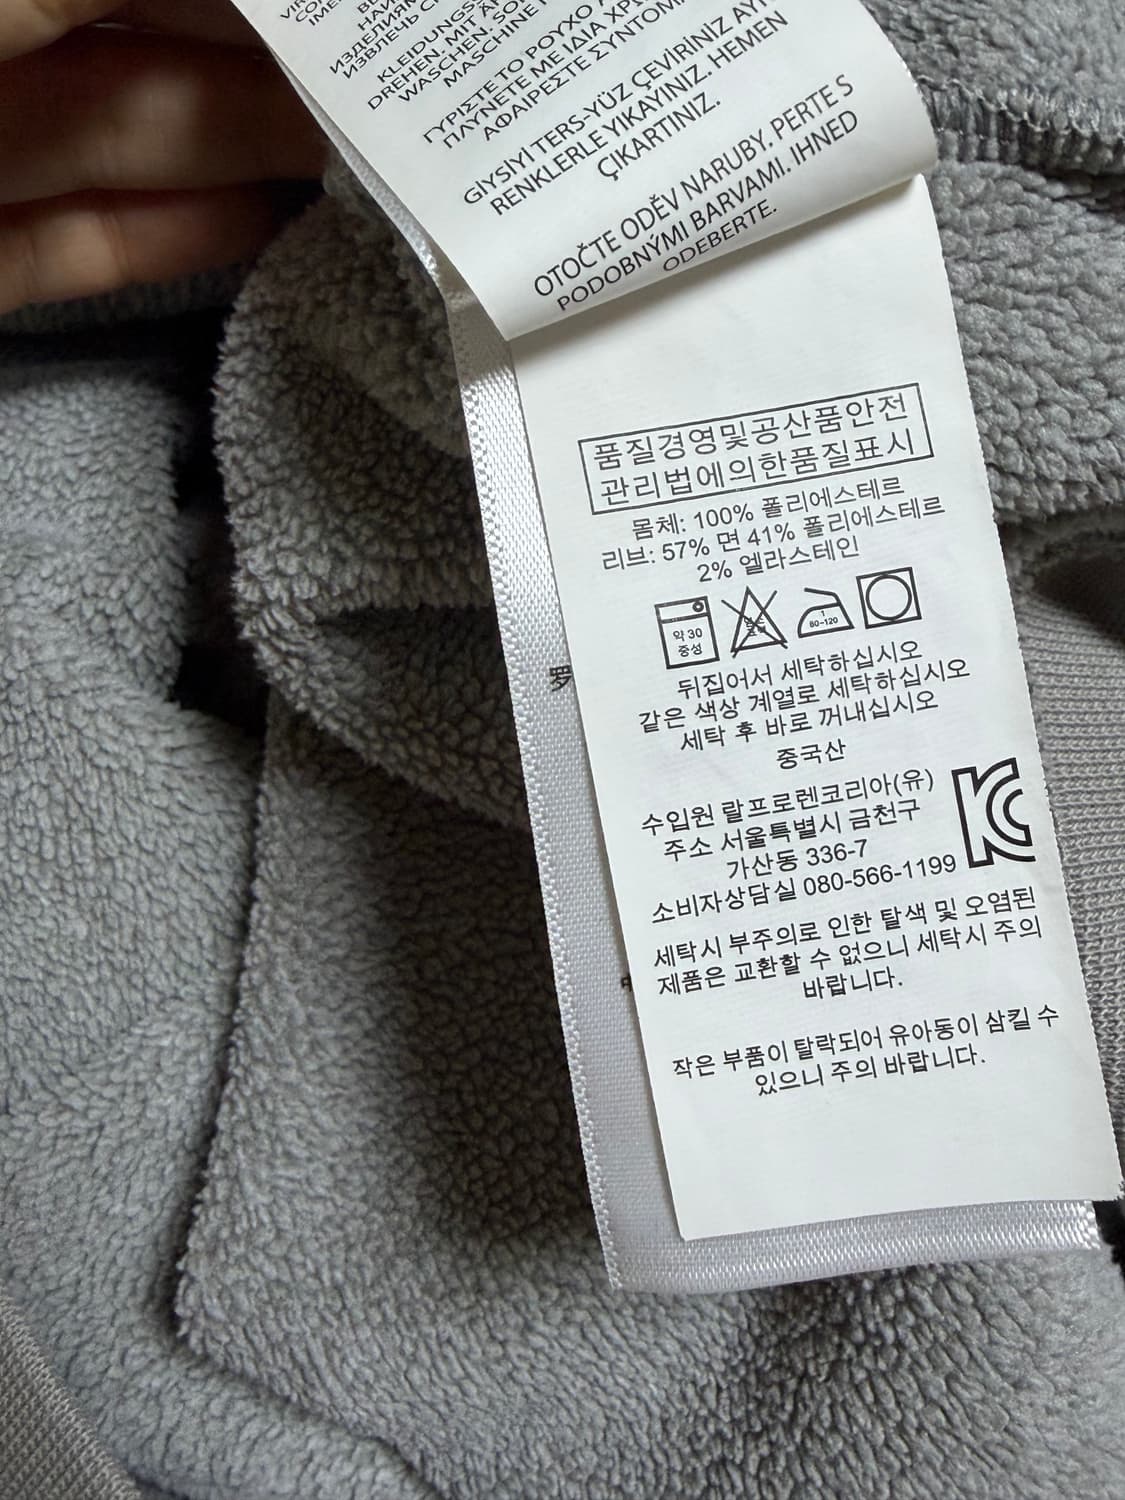 ИЗДЕЛИЯМ
ИЗВЛЕЧЬ
DREHEN. MIT
WASCHEN.
MASCHINE
ΓΥΡΙΣΤΕ ΤΟ ΡΟΥΧΟ
ΠΛΥΝΕΤΕ ΜΕ ΙΔΙΑ
ΑΦΑΙΡΕΣΤΕ ΣΥΝΤΟΜΑ
GİYSİYİ TERS-YÜZ ÇEVİRİNİZ
RENKLERLE YIKAYINIZ. HEMEN
ÇIKARTINIZ.
OTOČTE ODĚV NARUBY. PERTE S
PODOBNÝMI BARVAMI. IHNED
ODEBERTE.
품질경영및공산품안전
관리법에의한품질표시
몸체: 100% 폴리에스테르
리브: 57% 면 41% 폴리에스테르
2% 엘라스테인
약 30
중성
1
80-120
뒤집어서 세탁하십시오
같은 색상 계열로 세탁하십시오
세탁 후 바로 꺼내십시오
중국산
수입원 랄프로렌코리아(유)
주소 서울특별시 금천구
가산동 336-7
소비자상담실 080-566-1199
KC
세탁시 부주의로 인한 탈색 및 오염된
제품은 교환할 수 없으니 세탁시 주의
바랍니다.
작은 부품이 탈락되어 유아동이 삼킬 수
있으니 주의 바랍니다.
罗